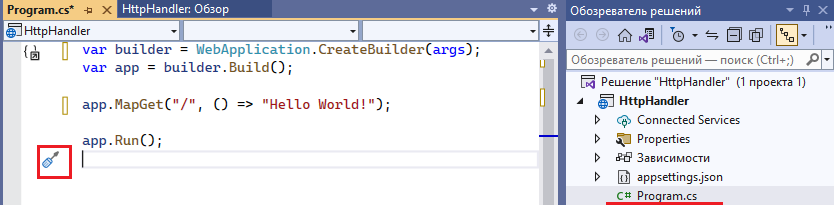 Program.cs*
HttpHandler: Обзор
HttpHandler
var builder = WebApplication.CreateBuilder(args);
var app = builder.Build();
app.MapGet("/", () => "Hello World!");
app.Run();
Обозреватель решений
Обозреватель решений — поиск (Ctrl+;)
Решение "HttpHandler" (1 проекта 1)
HttpHandler
Connected Services
Properties
Зависимости
appsettings.json
C# Program.cs